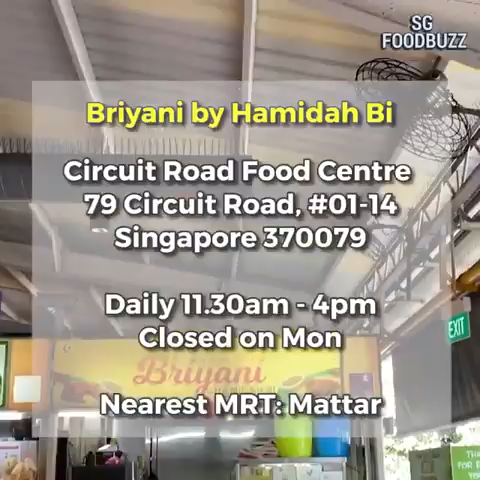 SG
FOODBUZZ
Briyani by Hamidah Bi
Circuit Road Food Centre
79 Circuit Road, #01-14
Singapore 370079
Daily 11.30am - 4pm
Closed on Mon
EXIT
Briyani
Nearest MRT: Mattar